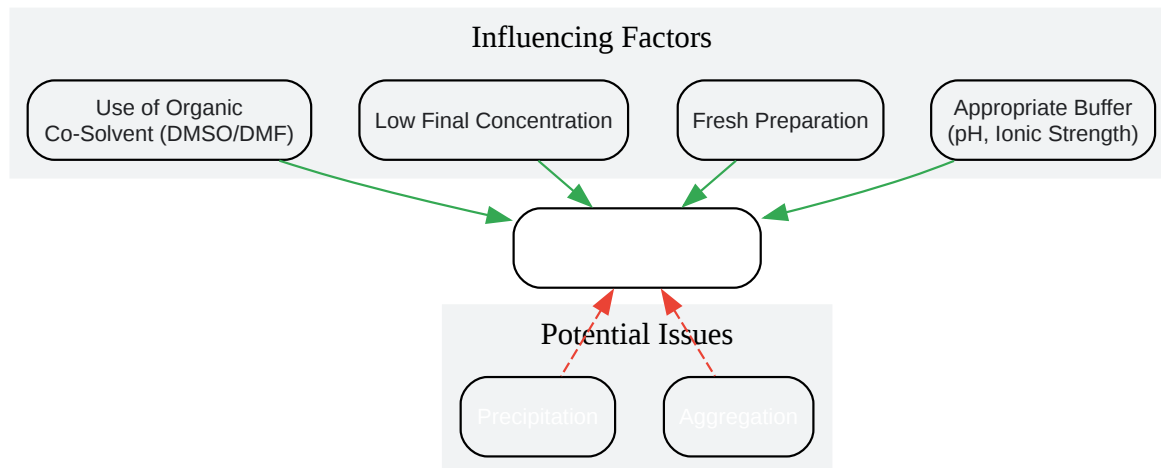 Influencing Factors
Use of Organic
Co-Solvent (DMSO/DMF)
Low Final Concentration
Fresh Preparation
Appropriate Buffer
(pH, Ionic Strength)
Potential Issues
Precipitation
Aggregation